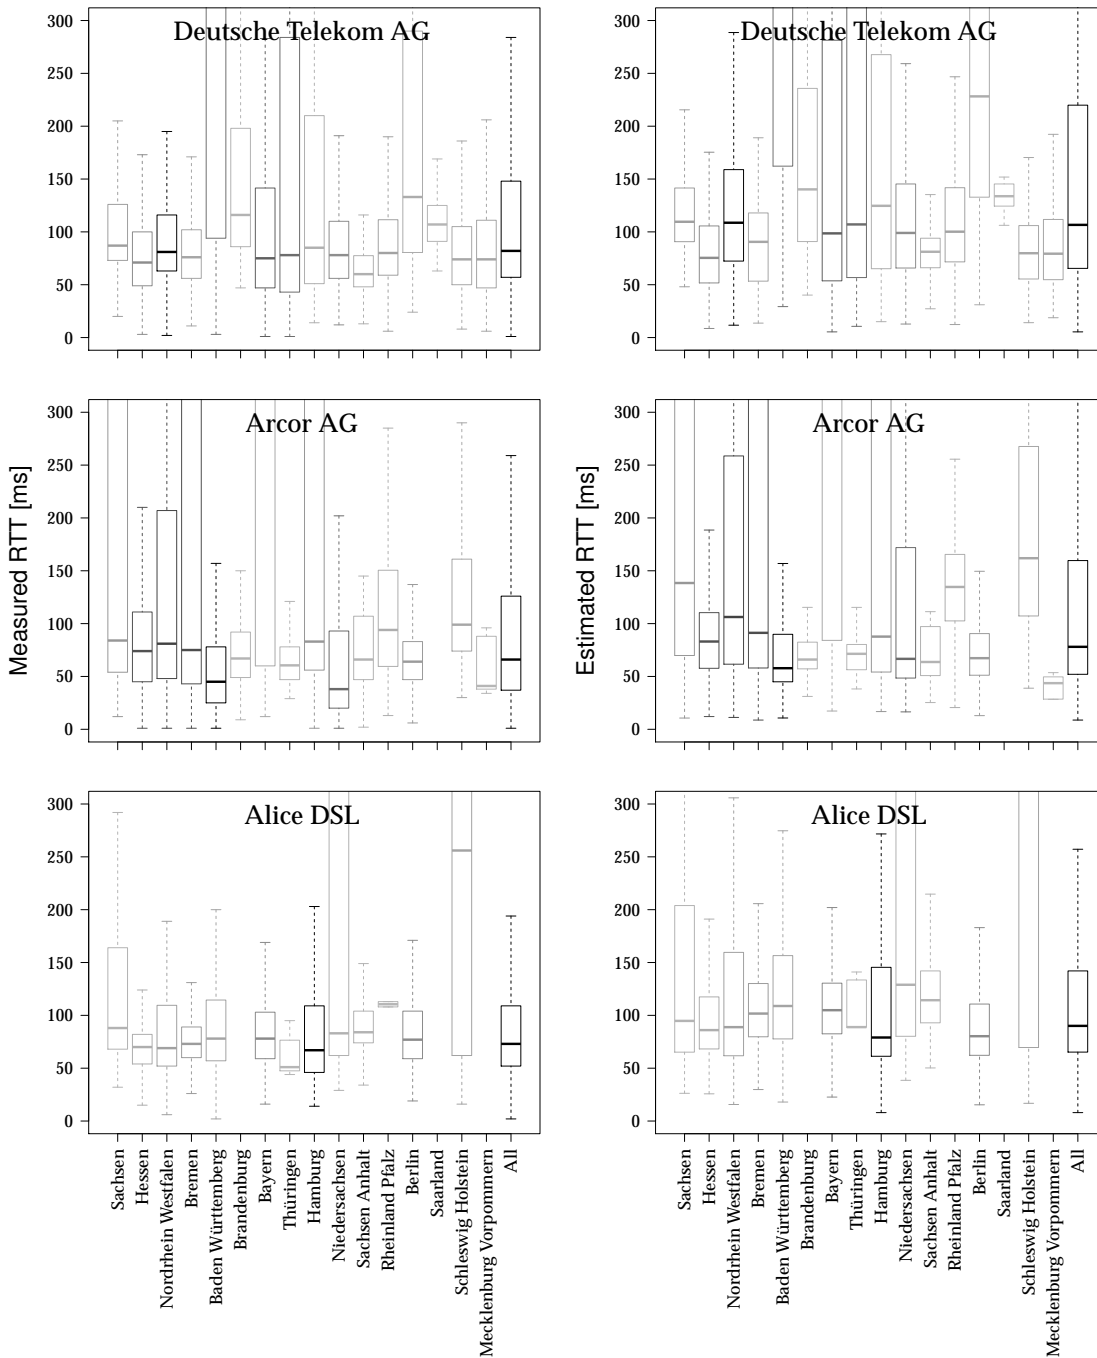 Deutsche Telekom AG
300
250
200
150
100
50
0
Deutsche Telekom AG
300
250
200
150
100
50
0
Measured RTT [ms]
Arcor AG
300
250
200
150
100
50
0
Estimated RTT [ms]
Arcor AG
300
250
200
150
100
50
0
Alice DSL
300
250
200
150
100
50
0
Sachsen
Hessen
Nordrhein Westfalen
Bremen
Baden Württemberg
Brandenburg
Bayern
Thüringen
Hamburg
Niedersachsen
Sachsen Anhalt
Rheinland Pfalz
Berlin
Saarland
Schleswig Holstein
Mecklenburg Vorpommern
All
Alice DSL
300
250
200
150
100
50
0
Sachsen
Hessen
Nordrhein Westfalen
Bremen
Baden Württemberg
Brandenburg
Bayern
Thüringen
Hamburg
Niedersachsen
Sachsen Anhalt
Rheinland Pfalz
Berlin
Saarland
Schleswig Holstein
Mecklenburg Vorpommern
All